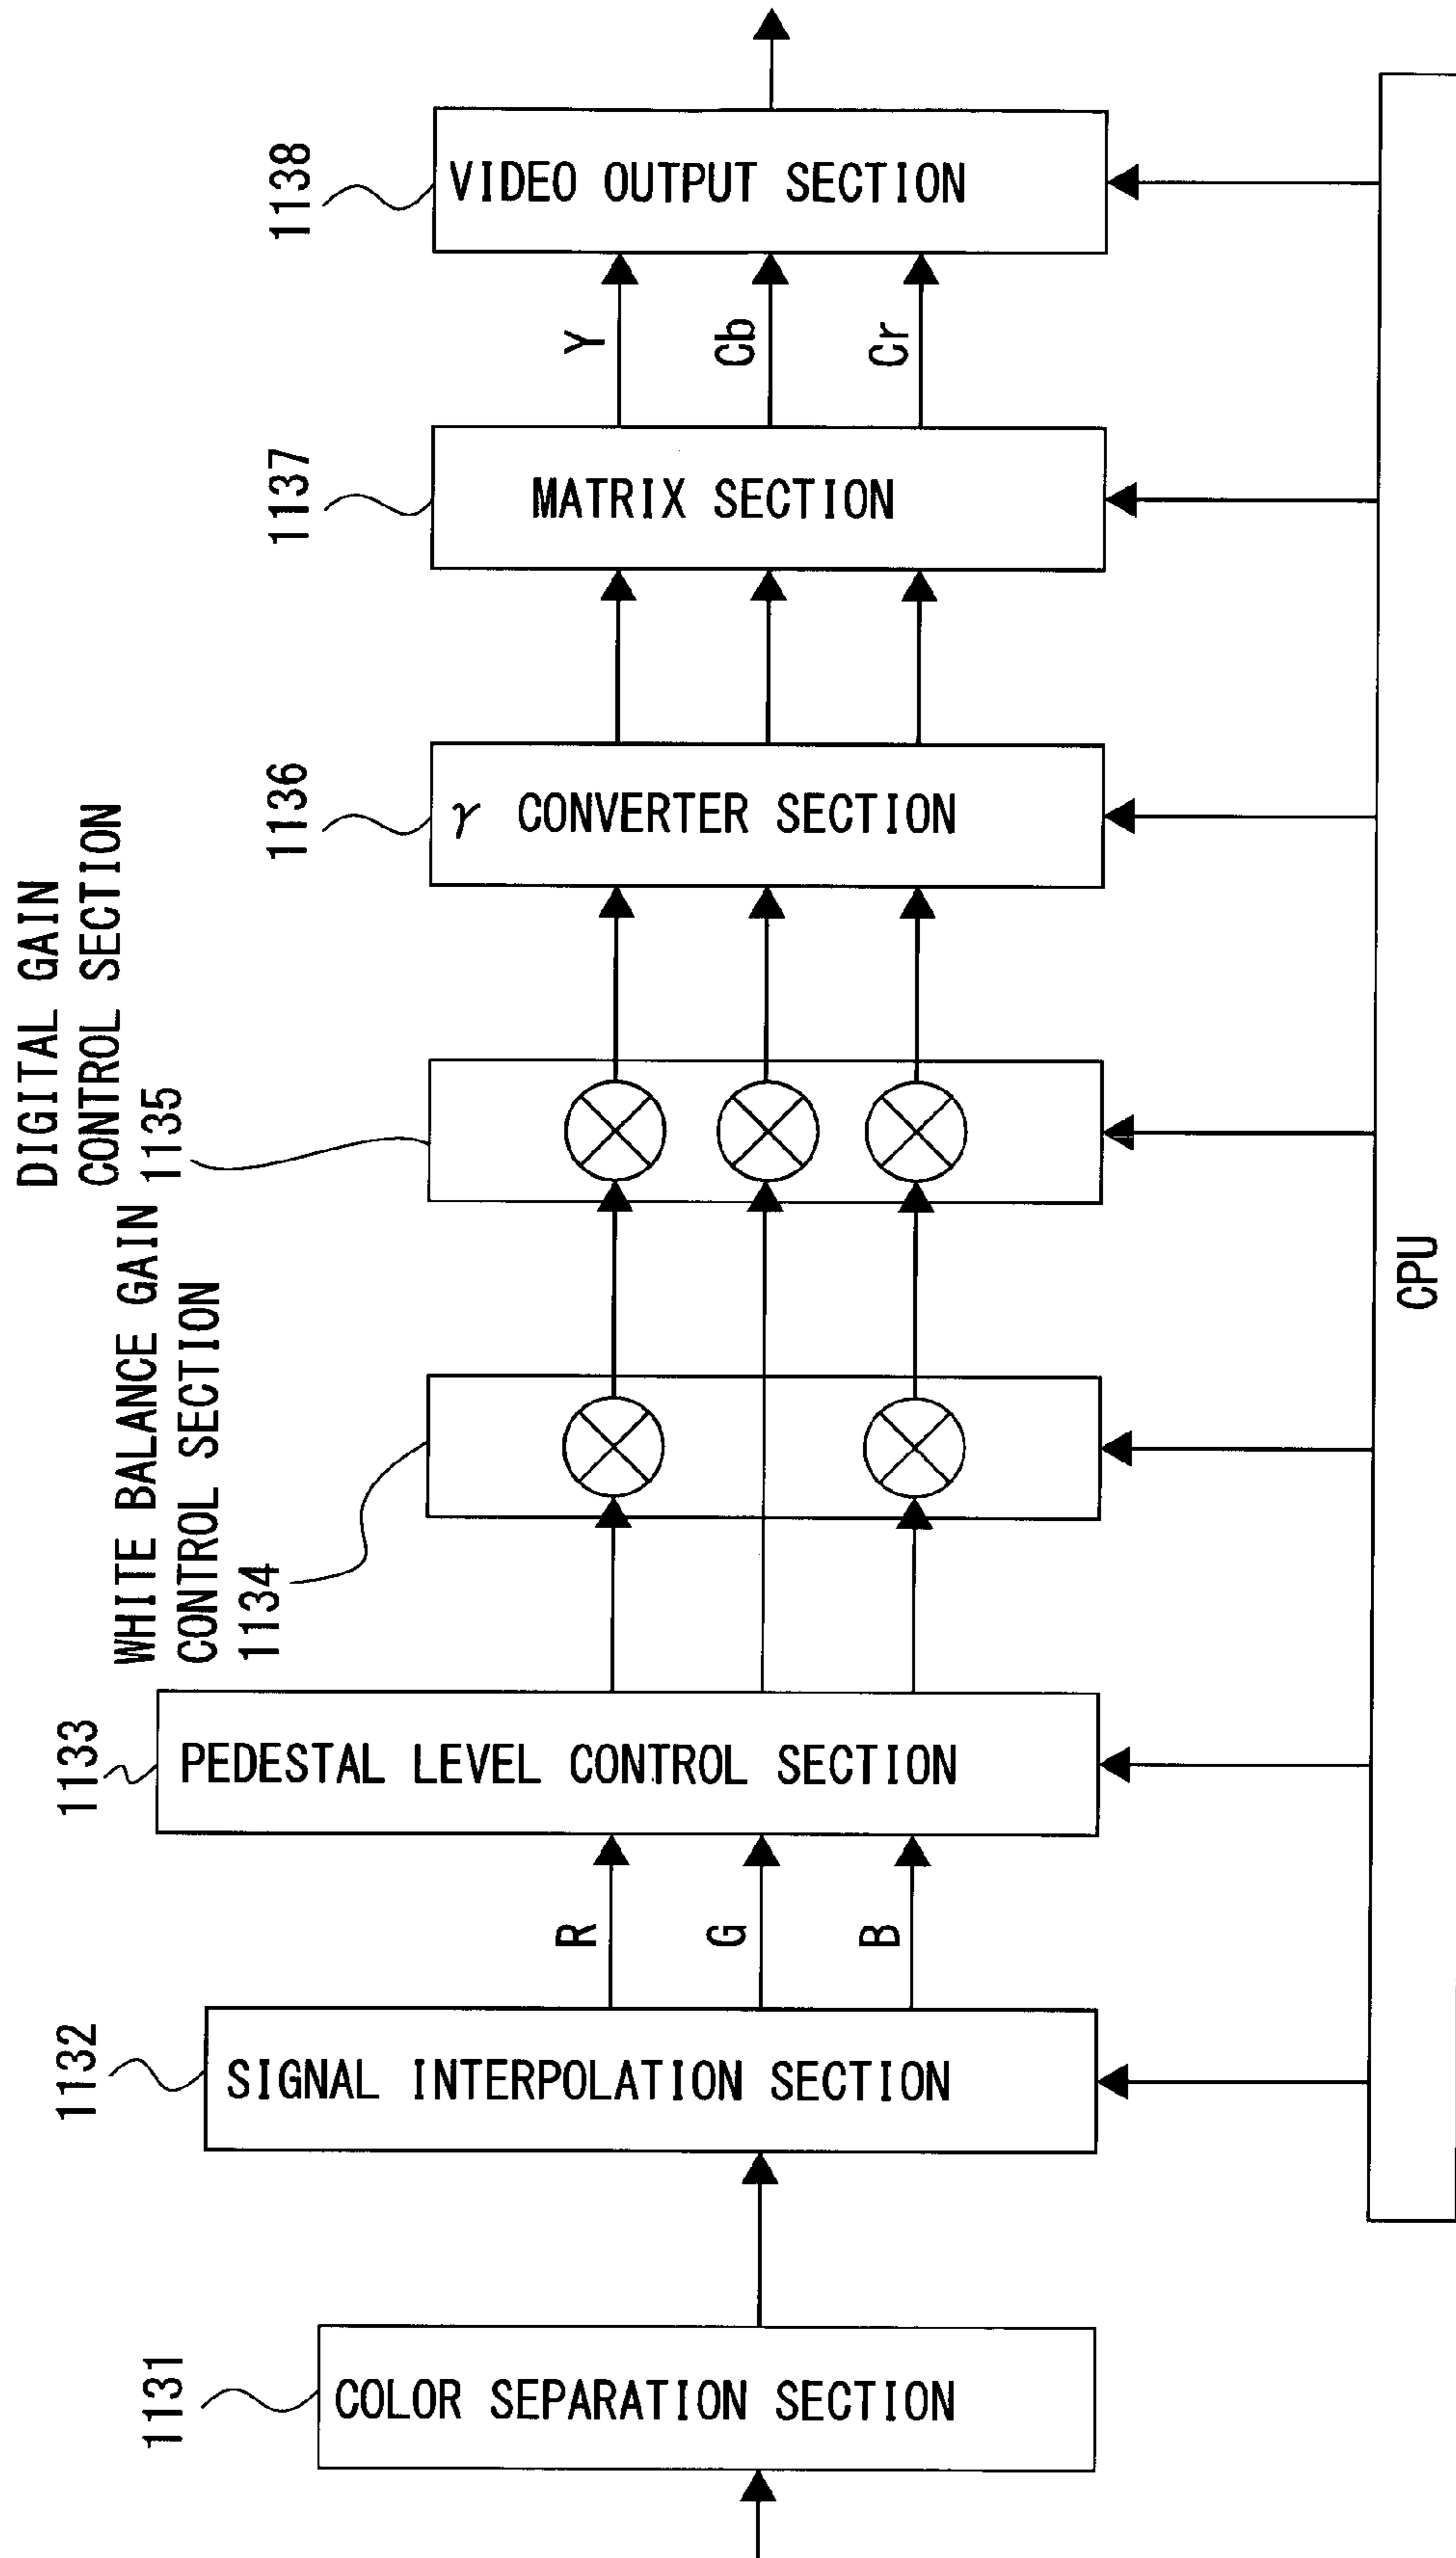 1131
COLOR SEPARATION SECTION
1132
SIGNAL INTERPOLATION SECTION
R
G
B
1133
PEDESTAL LEVEL CONTROL SECTION
WHITE BALANCE GAIN
CONTROL SECTION
1134
DIGITAL GAIN
CONTROL SECTION
1135
1136
γ CONVERTER SECTION
1137
MATRIX SECTION
Y
Cb
Cr
1138
VIDEO OUTPUT SECTION
CPU